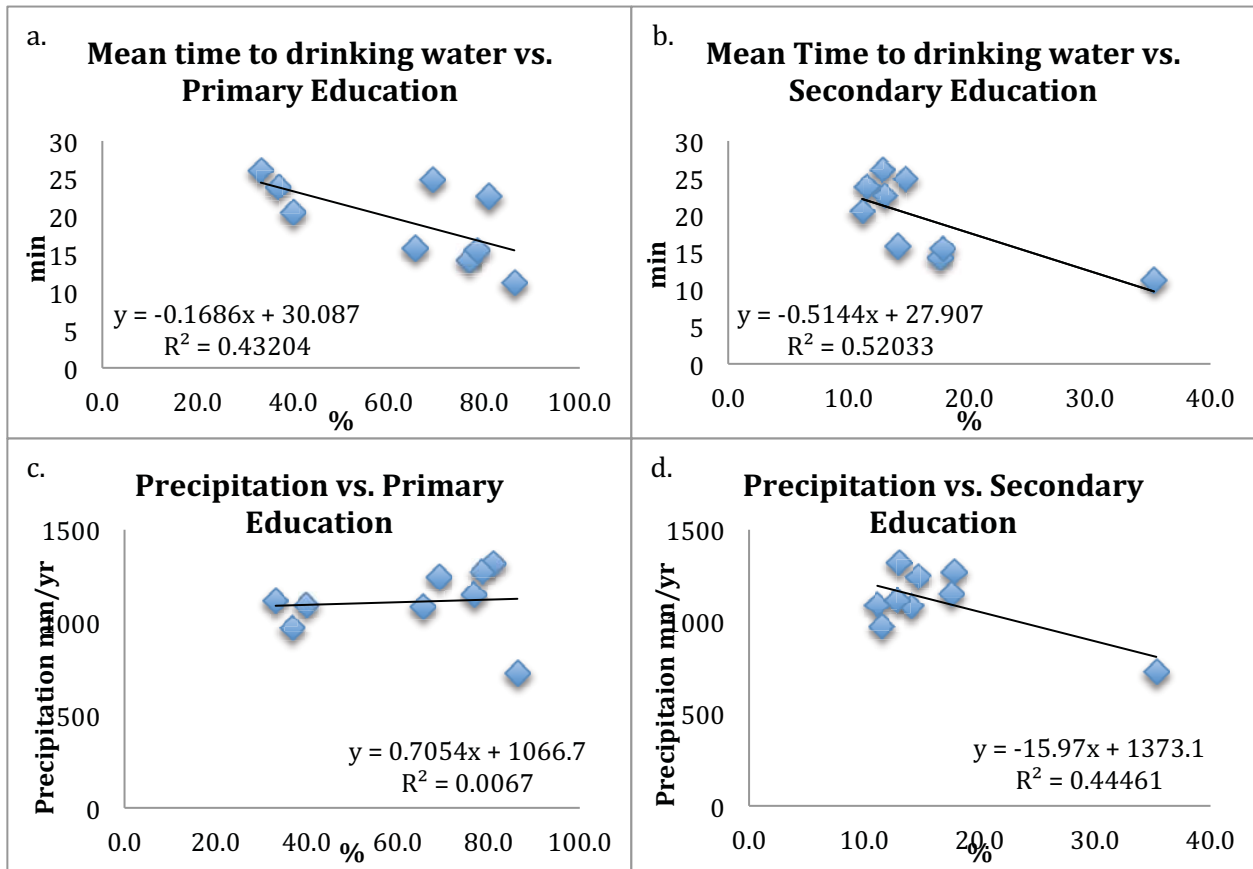 a.
Mean time to drinking water vs.
Primary Education
min
30
25
20
15
10
5
0
y = -0.1686x + 30.087
R² = 0.43204
0.0 20.0 40.0 60.0 80.0 100.0
%
b.
Mean Time to drinking water vs.
Secondary Education
min
30
25
20
15
10
5
0
y = -0.5144x + 27.907
R² = 0.52033
0.0 10.0 20.0 30.0 40.0
%
c.
Precipitation vs. Primary
Education
Precipitation mm/yr
1500
1000
500
0
y = 0.7054x + 1066.7
R² = 0.0067
0.0 20.0 40.0 60.0 80.0 100.0
%
d.
Precipitation vs. Secondary
Education
Precipitaion mm/yr
1500
1000
500
0
y = -15.97x + 1373.1
R² = 0.44461
0.0 10.0 20.0 30.0 40.0
%